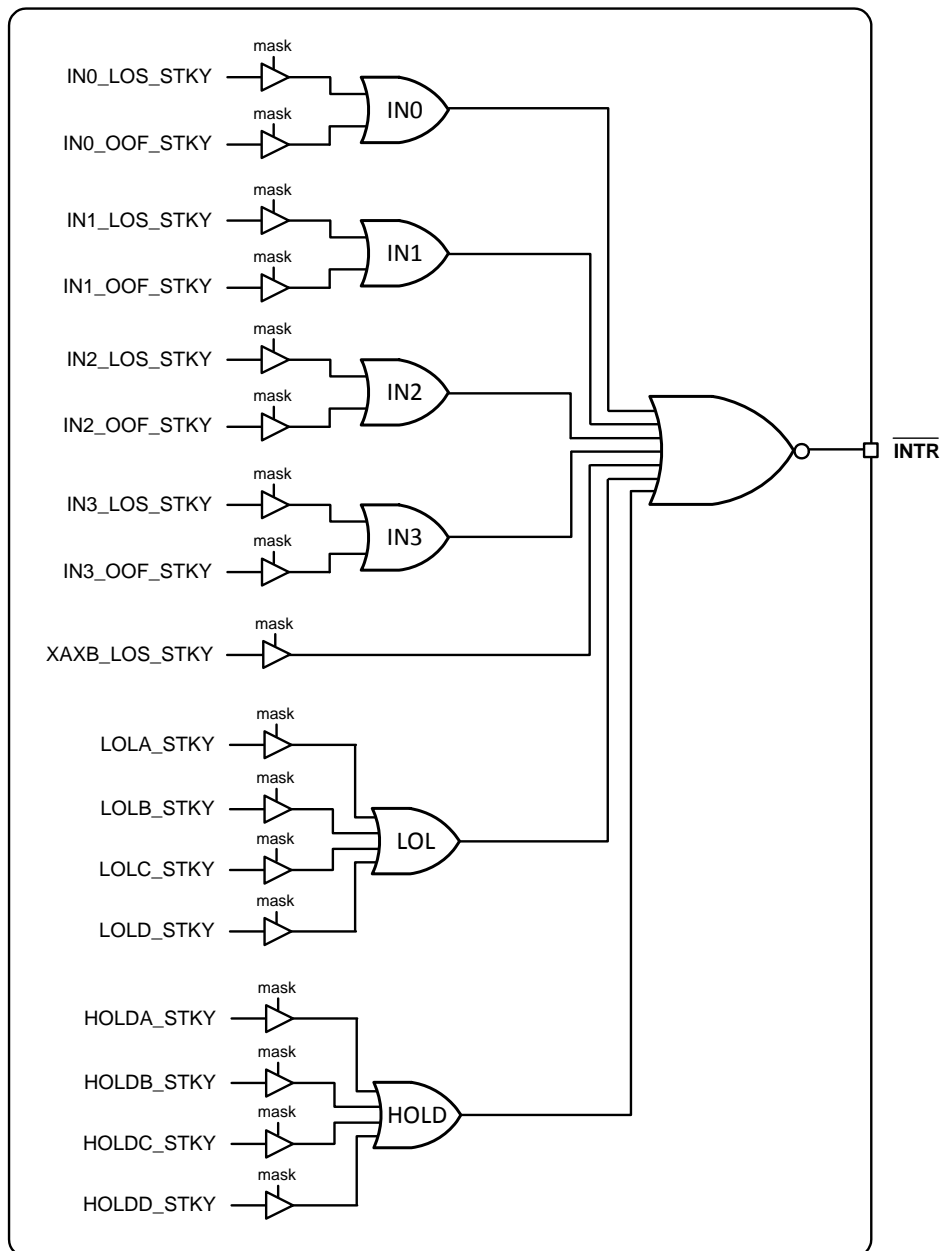 mask
IN0_LOS_STKY
mask
IN0_OOF_STKY
IN0
mask
IN1_LOS_STKY
mask
IN1_OOF_STKY
IN1
mask
IN2_LOS_STKY
mask
IN2_OOF_STKY
IN2
INTR
mask
IN3_LOS_STKY
mask
IN3_OOF_STKY
IN3
mask
XAXB_LOS_STKY
mask
LOLA_STKY
mask
LOLB_STKY
mask
LOLC_STKY
mask
LOLD_STKY
LOL
mask
HOLDA_STKY
mask
HOLDB_STKY
mask
HOLDC_STKY
mask
HOLDD_STKY
HOLD